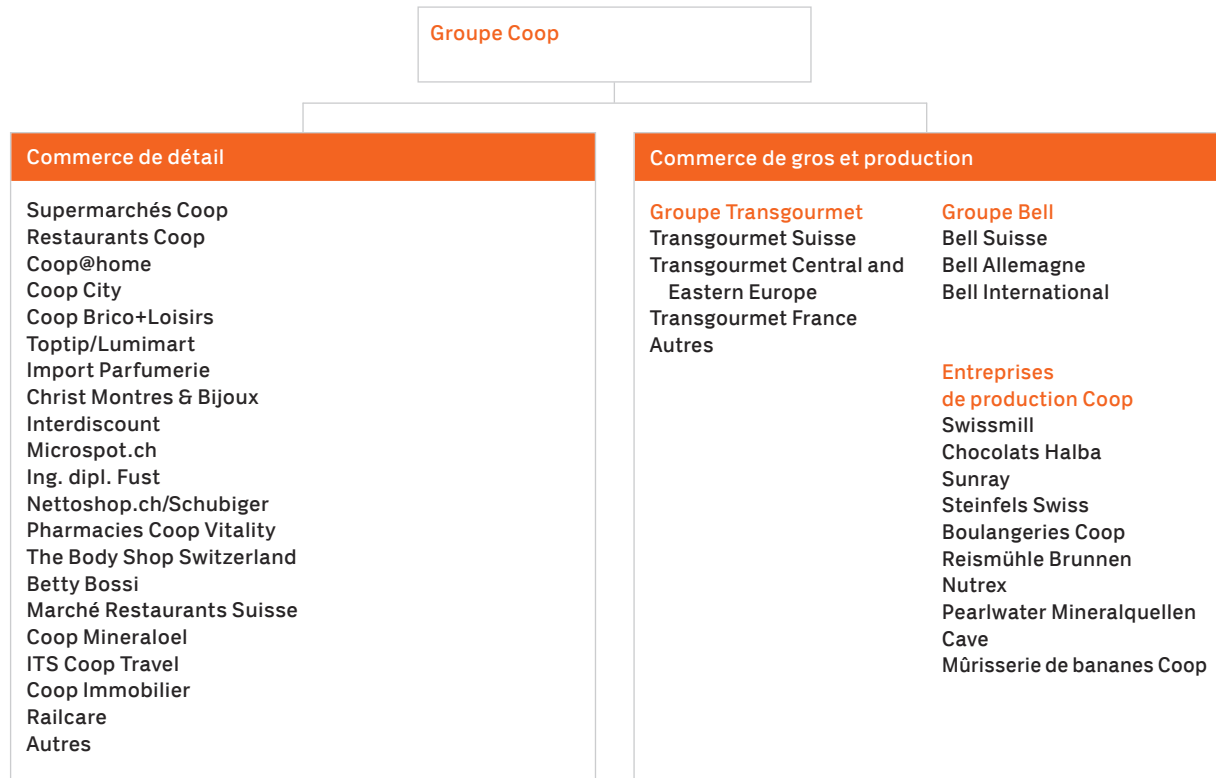 Groupe Coop
Commerce de détail
Supermarchés Coop
Restaurants Coop
Coop@home
Coop City
Coop Brico+Loisirs
Toptip/Lumimart
Import Parfumerie
Christ Montres & Bijoux
Interdiscount
Microspot.ch
Ing. dipl. Fust
Nettoshop.ch/Schubiger
Pharmacies Coop Vitality
The Body Shop Switzerland
Betty Bossi
Marché Restaurants Suisse
Coop Mineraloel
ITS Coop Travel
Coop Immobilier
Railcare
Autres
Commerce de gros et production
Groupe Transgourmet
Transgourmet Suisse
Transgourmet Central and
Eastern Europe
Transgourmet France
Autres
Groupe Bell
Bell Suisse
Bell Allemagne
Bell International
Entreprises
de production Coop
Swissmill
Chocolats Halba
Sunray
Steinfels Swiss
Boulangeries Coop
Reismühle Brunnen
Nutrex
Pearlwater Mineralquellen
Cave
Mûrisserie de bananes Coop